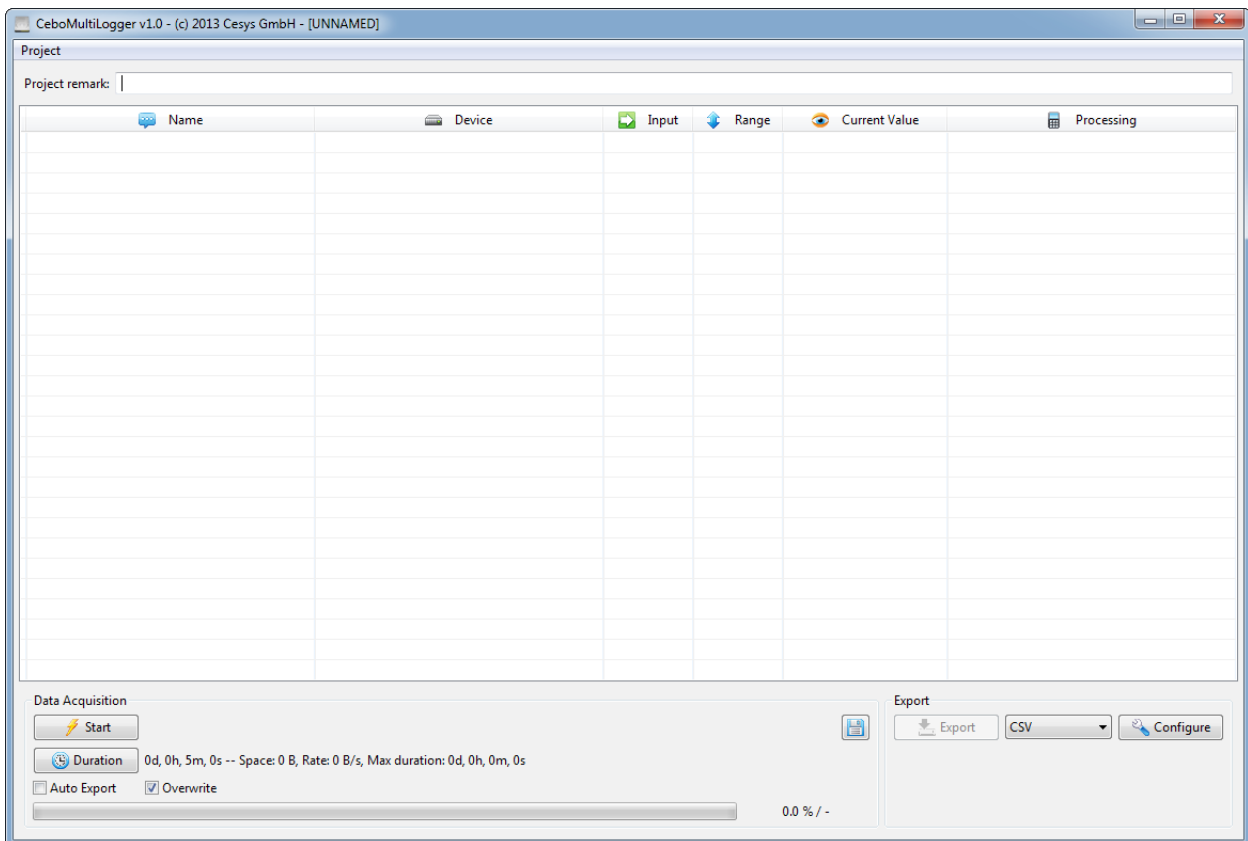 CeboMultiLogger v1.0 - (c) 2013 Cesys GmbH - [UNNAMED]
Project
Project remark:
Name Device Input Range Current Value Processing
Data Acquisition
Start
Duration 0d, 0h, 5m, 0s -- Space: 0 B, Rate: 0 B/s, Max duration: 0d, 0h, 0m, 0s
Auto Export Overwrite
0.0 % / -
Export
Export CSV Configure